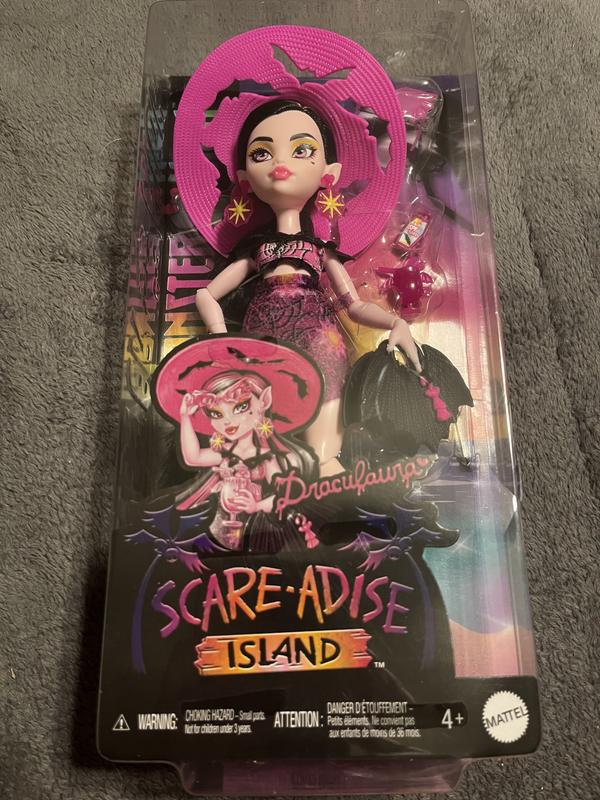 Draculaura
SCARE-ADISE
ISLAND
TM
WARNING:
CHOKING HAZARD – Small parts.
Not for children under 3 years.
ATTENTION :
DANGER D'ÉTOUFFEMENT –
Petits éléments. Ne convient pas
aux enfants de moins de 36 mois.
4+
MATTEL